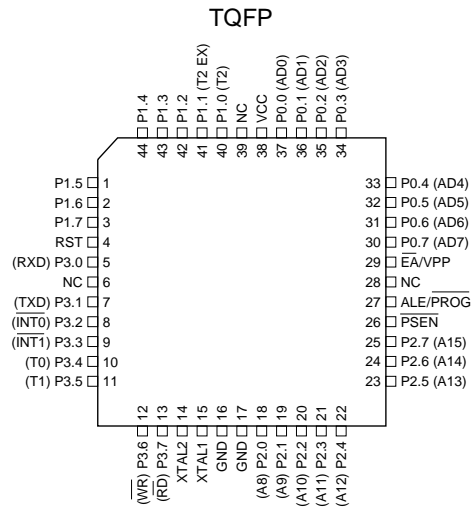 TQFP
P1.4
P1.3
P1.2
P1.1 (T2 EX)
P1.0 (T2)
NC
VCC
P0.0 (AD0)
P0.1 (AD1)
P0.2 (AD2)
P0.3 (AD3)
44
43
42
41
40
39
38
37
36
35
34
P1.5 1
P1.6 2
P1.7 3
RST 4
(RXD) P3.0 5
NC 6
(TXD) P3.1 7
(INT0) P3.2 8
(INT1) P3.3 9
(T0) P3.4 10
(T1) P3.5 11
33 P0.4 (AD4)
32 P0.5 (AD5)
31 P0.6 (AD6)
30 P0.7 (AD7)
29 EA/VPP
28 NC
27 ALE/PROG
26 PSEN
25 P2.7 (A15)
24 P2.6 (A14)
23 P2.5 (A13)
12
13
14
15
16
17
18
19
20
21
22
(WR) P3.6
(RD) P3.7
XTAL2
XTAL1
GND
GND
(A8) P2.0
(A9) P2.1
(A10) P2.2
(A11) P2.3
(A12) P2.4